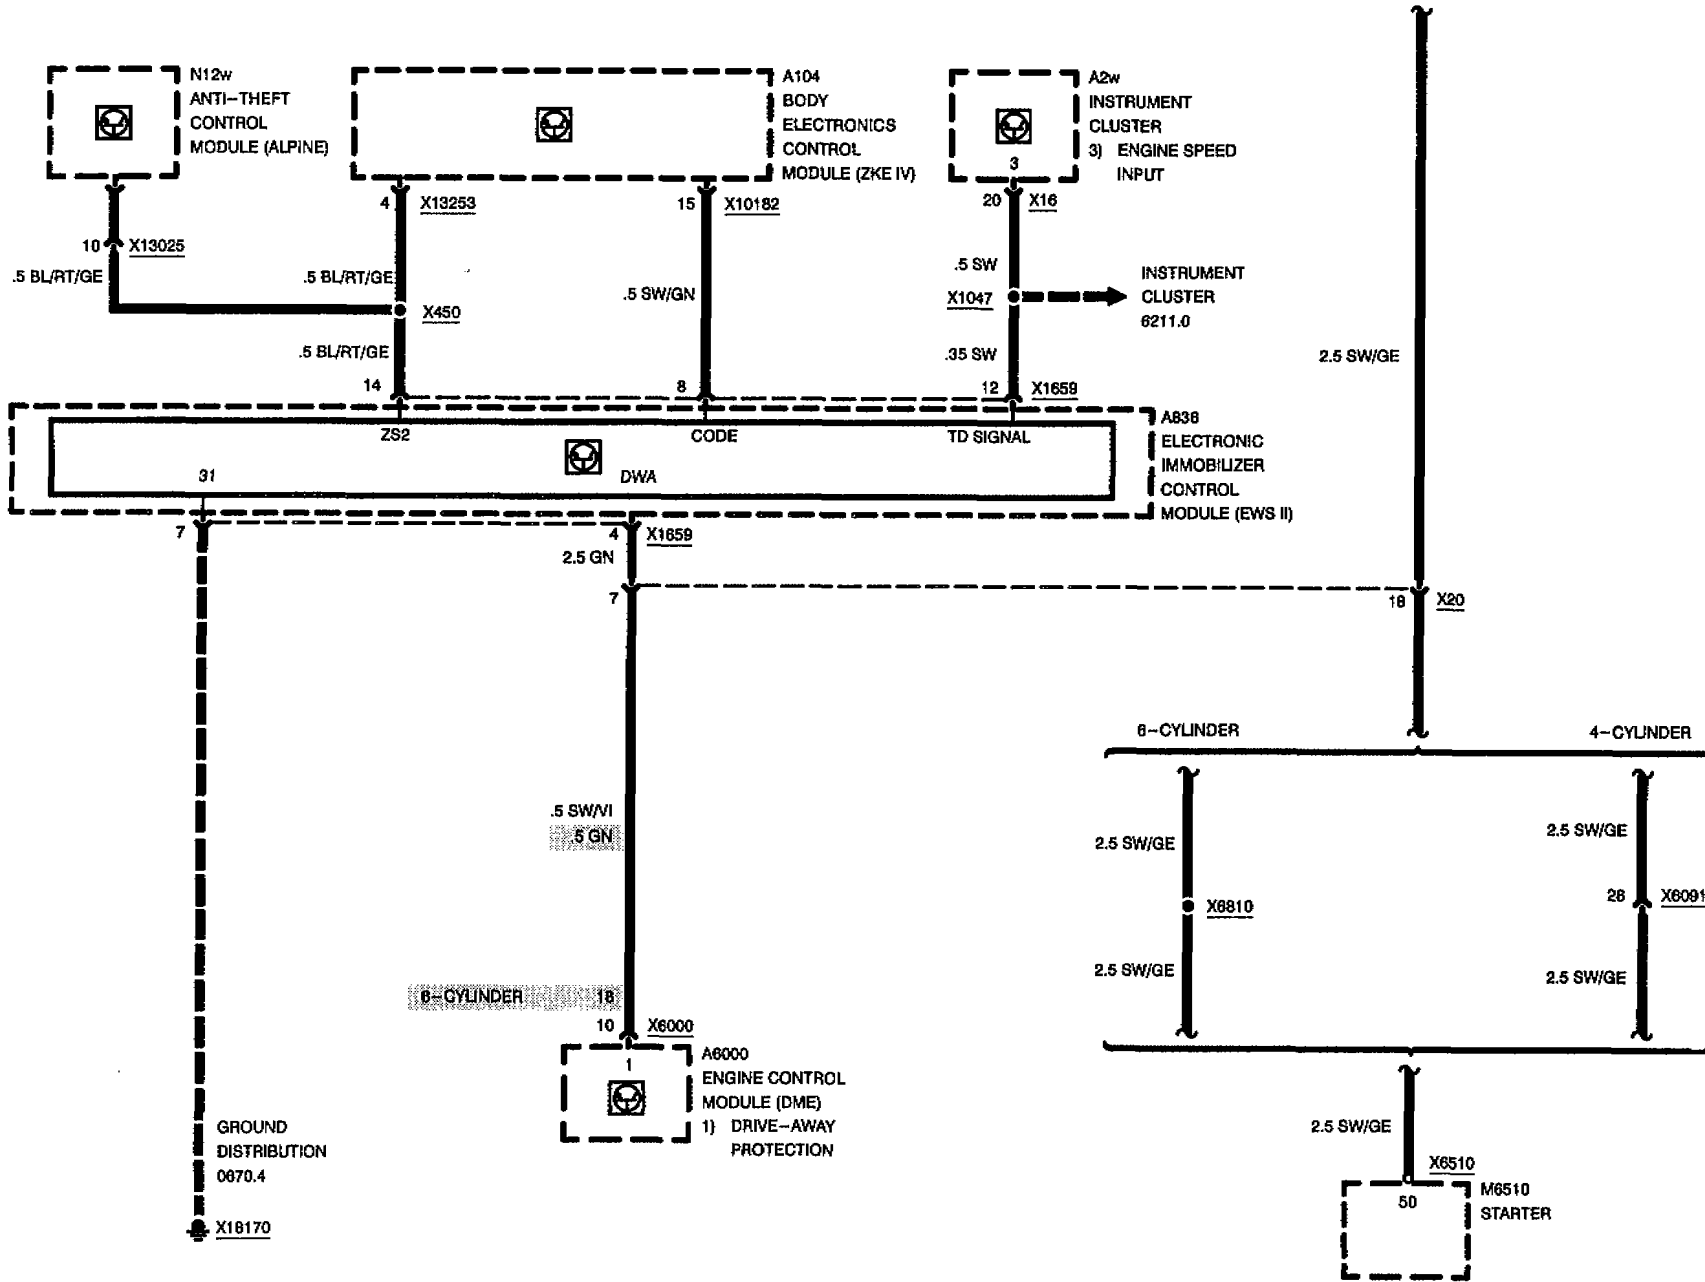 N12w
ANTI-THEFT
CONTROL
MODULE (ALPINE)
A104
BODY
ELECTRONICS
CONTROL
MODULE (ZKE IV)
A2w
INSTRUMENT
CLUSTER
3) ENGINE SPEED
INPUT
3
4 X13253
15 X10182
20 X16
10 X13025
.5 BL/RT/GE
.5 BL/RT/GE
.5 SW/GN
.5 SW
X450
X1047
INSTRUMENT
CLUSTER
6211.0
.5 BL/RT/GE
.35 SW
2.5 SW/GE
14
8
12 X1659
ZS2
CODE
TD SIGNAL
31
DWA
A836
ELECTRONIC
IMMOBILIZER
CONTROL
MODULE (EWS II)
7
4 X1659
2.5 GN
7
18 X20
6-CYLINDER
4-CYLINDER
.5 SW/VI
.5 GN
2.5 SW/GE
2.5 SW/GE
X6810
26 X6091
2.5 SW/GE
2.5 SW/GE
6-CYLINDER 18
10 X6000
1
A6000
ENGINE CONTROL
MODULE (DME)
1) DRIVE-AWAY
PROTECTION
GROUND
DISTRIBUTION
0670.4
X18170
2.5 SW/GE
X6510
50
M6510
STARTER